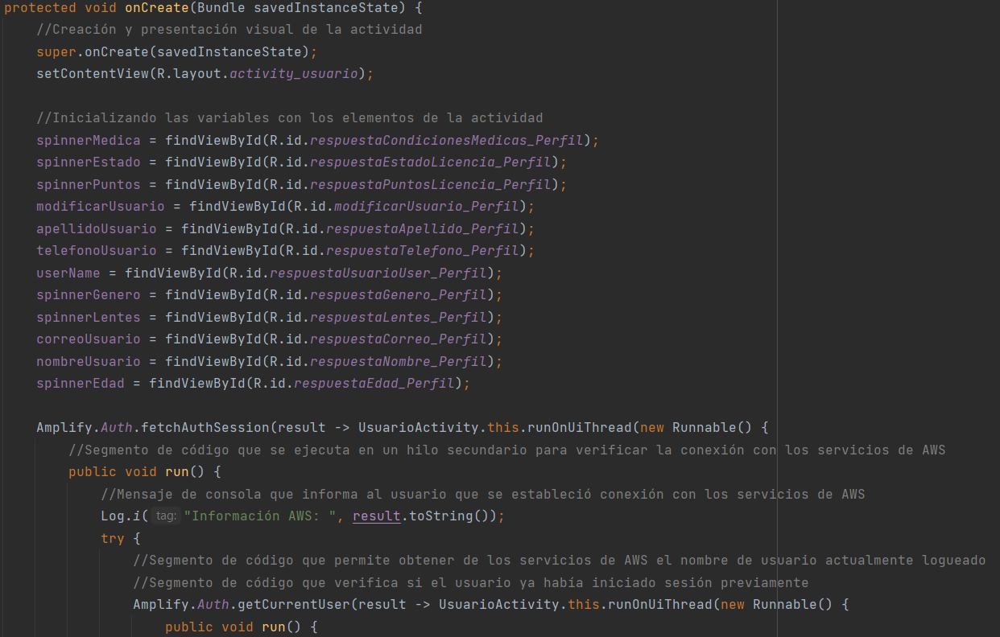 protected void onCreate(Bundle savedInstanceState) {
//Creación y presentación visual de la actividad
super.onCreate(savedInstanceState);
setContentView(R.layout.activity_usuario);
//Inicializando las variables con los elementos de la actividad
spinnerMedica = findViewById(R.id.respuestaCondicionesMedicas_Perfil);
spinnerEstado = findViewById(R.id.respuestaEstadoLicencia_Perfil);
spinnerPuntos = findViewById(R.id.respuestaPuntosLicencia_Perfil);
modificarUsuario = findViewById(R.id.modificarUsuario_Perfil);
apellidoUsuario = findViewById(R.id.respuestaApellido_Perfil);
telefonoUsuario = findViewById(R.id.respuestaTelefono_Perfil);
userName = findViewById(R.id.respuestaUsuarioUser_Perfil);
spinnerGenero = findViewById(R.id.respuestaGenero_Perfil);
spinnerLentes = findViewById(R.id.respuestaLentes_Perfil);
correoUsuario = findViewById(R.id.respuestaCorreo_Perfil);
nombreUsuario = findViewById(R.id.respuestaNombre_Perfil);
spinnerEdad = findViewById(R.id.respuestaEdad_Perfil);
Amplify.Auth.fetchAuthSession(result -> UsuarioActivity.this.runOnUiThread(new Runnable() {
//Segmento de código que se ejecuta en un hilo secundario para verificar la conexión con los servicios de AWS
public void run() {
//Mensaje de consola que informa al usuario que se estableció conexión con los servicios de AWS
Log.i( tag: "Información AWS: ", result.toString());
try {
//Segmento de código que permite obtener de los servicios de AWS el nombre de usuario actualmente logueado
//Segmento de código que verifica si el usuario ya había iniciado sesión previamente
Amplify.Auth.getCurrentUser(result -> UsuarioActivity.this.runOnUiThread(new Runnable() {
public void run() {